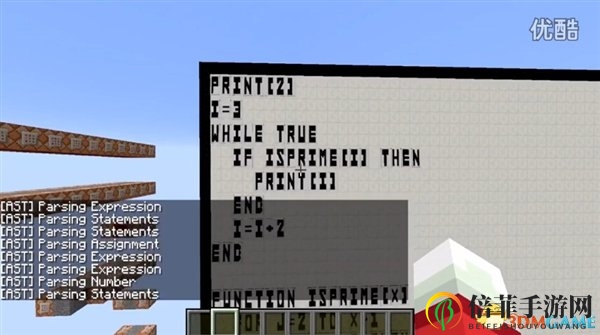 优酷
PRINT[2]
I=3
WHILE TRUE
IF ISPRIME[I] THEN
PRINT[I]
END
I=I+2
END
FUNCTION ISPRIME[X]
[AST] Parsing Expression
[AST] Parsing Statements
[AST] Parsing Statements
[AST] Parsing Assignment
[AST] Parsing Expression
[AST] Parsing Expression
[AST] Parsing Number
[AST] Parsing Statements
倍菲手游网
BEIFEISHOUYOUWANG